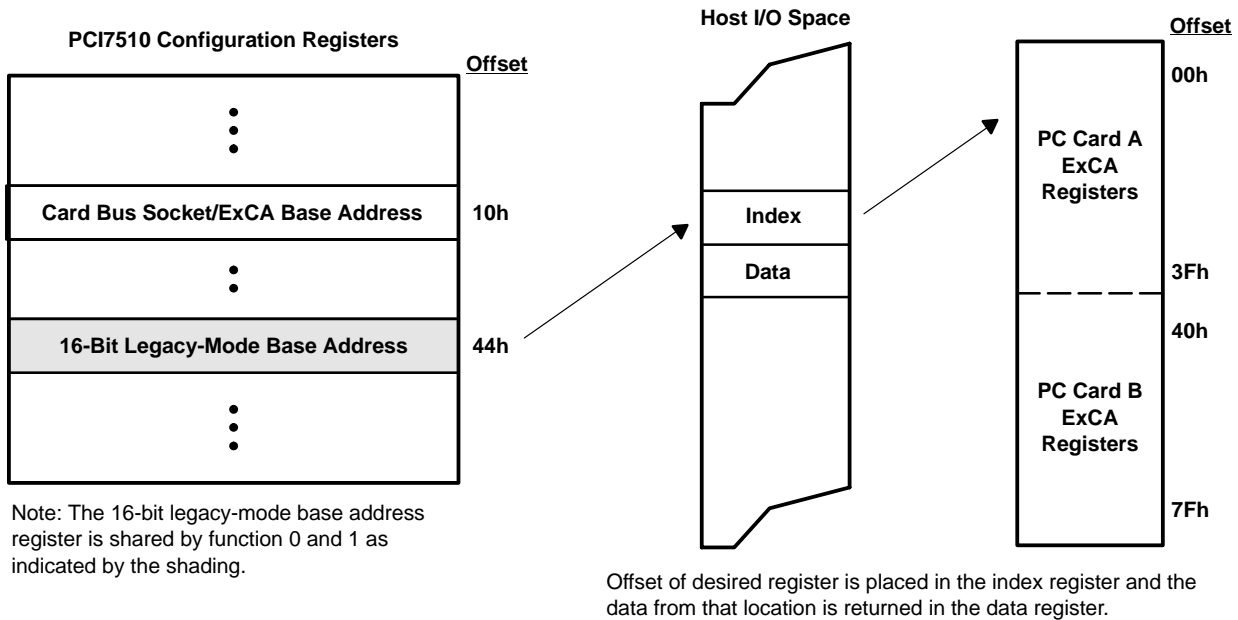 PCI7510 Configuration Registers
Offset
Card Bus Socket/ExCA Base Address
10h
16-Bit Legacy-Mode Base Address
44h
Note: The 16-bit legacy-mode base address
register is shared by function 0 and 1 as
indicated by the shading.
Host I/O Space
Index
Data
Offset
00h
PC Card A
ExCA
Registers
3Fh
40h
PC Card B
ExCA
Registers
7Fh
Offset of desired register is placed in the index register and the
data from that location is returned in the data register.